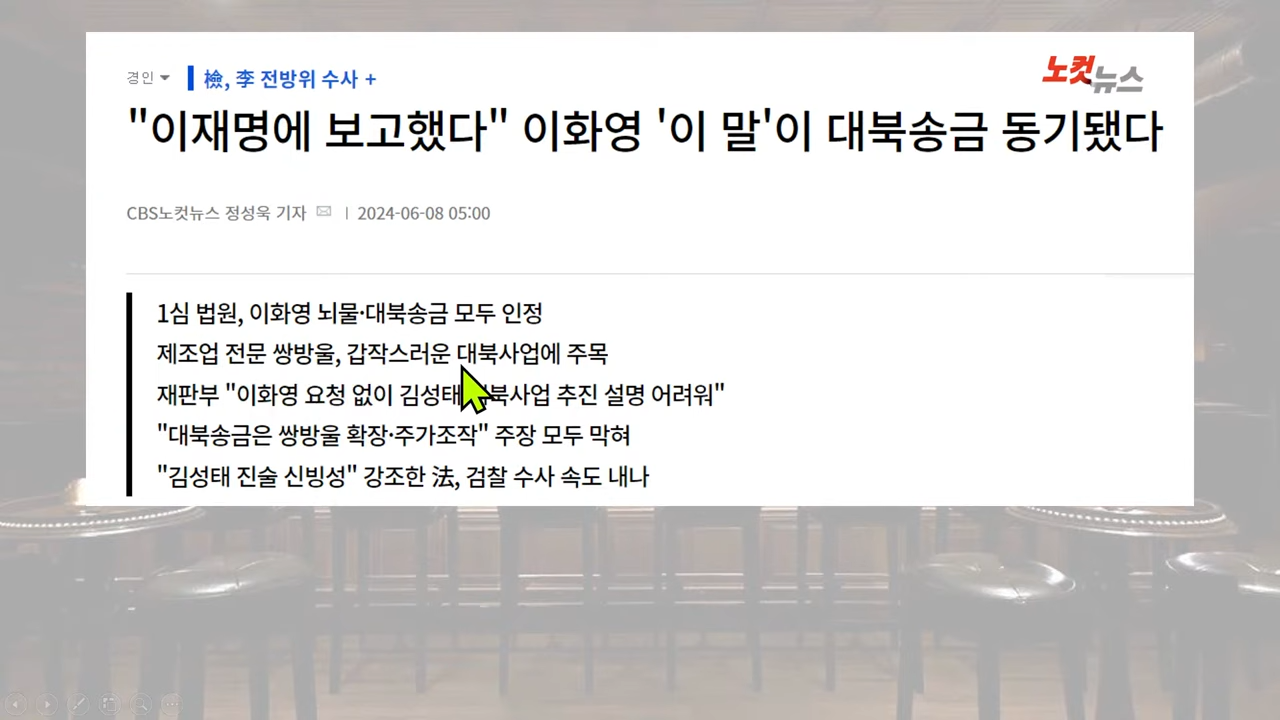 경인
檢, 李 전방위 수사 +
노컷뉴스
"이재명에 보고했다" 이화영 '이 말'이 대북송금 동기됐다
CBS노컷뉴스 정성욱 기자 | 2024-06-08 05:00
1심 법원, 이화영 뇌물·대북송금 모두 인정
제조업 전문 쌍방울, 갑작스러운 대북사업에 주목
재판부 "이화영 요청 없이 김성태 대북사업 추진 설명 어려워"
"대북송금은 쌍방울 확장·주가조작" 주장 모두 막혀
"김성태 진술 신빙성" 강조한 法, 검찰 수사 속도 내나